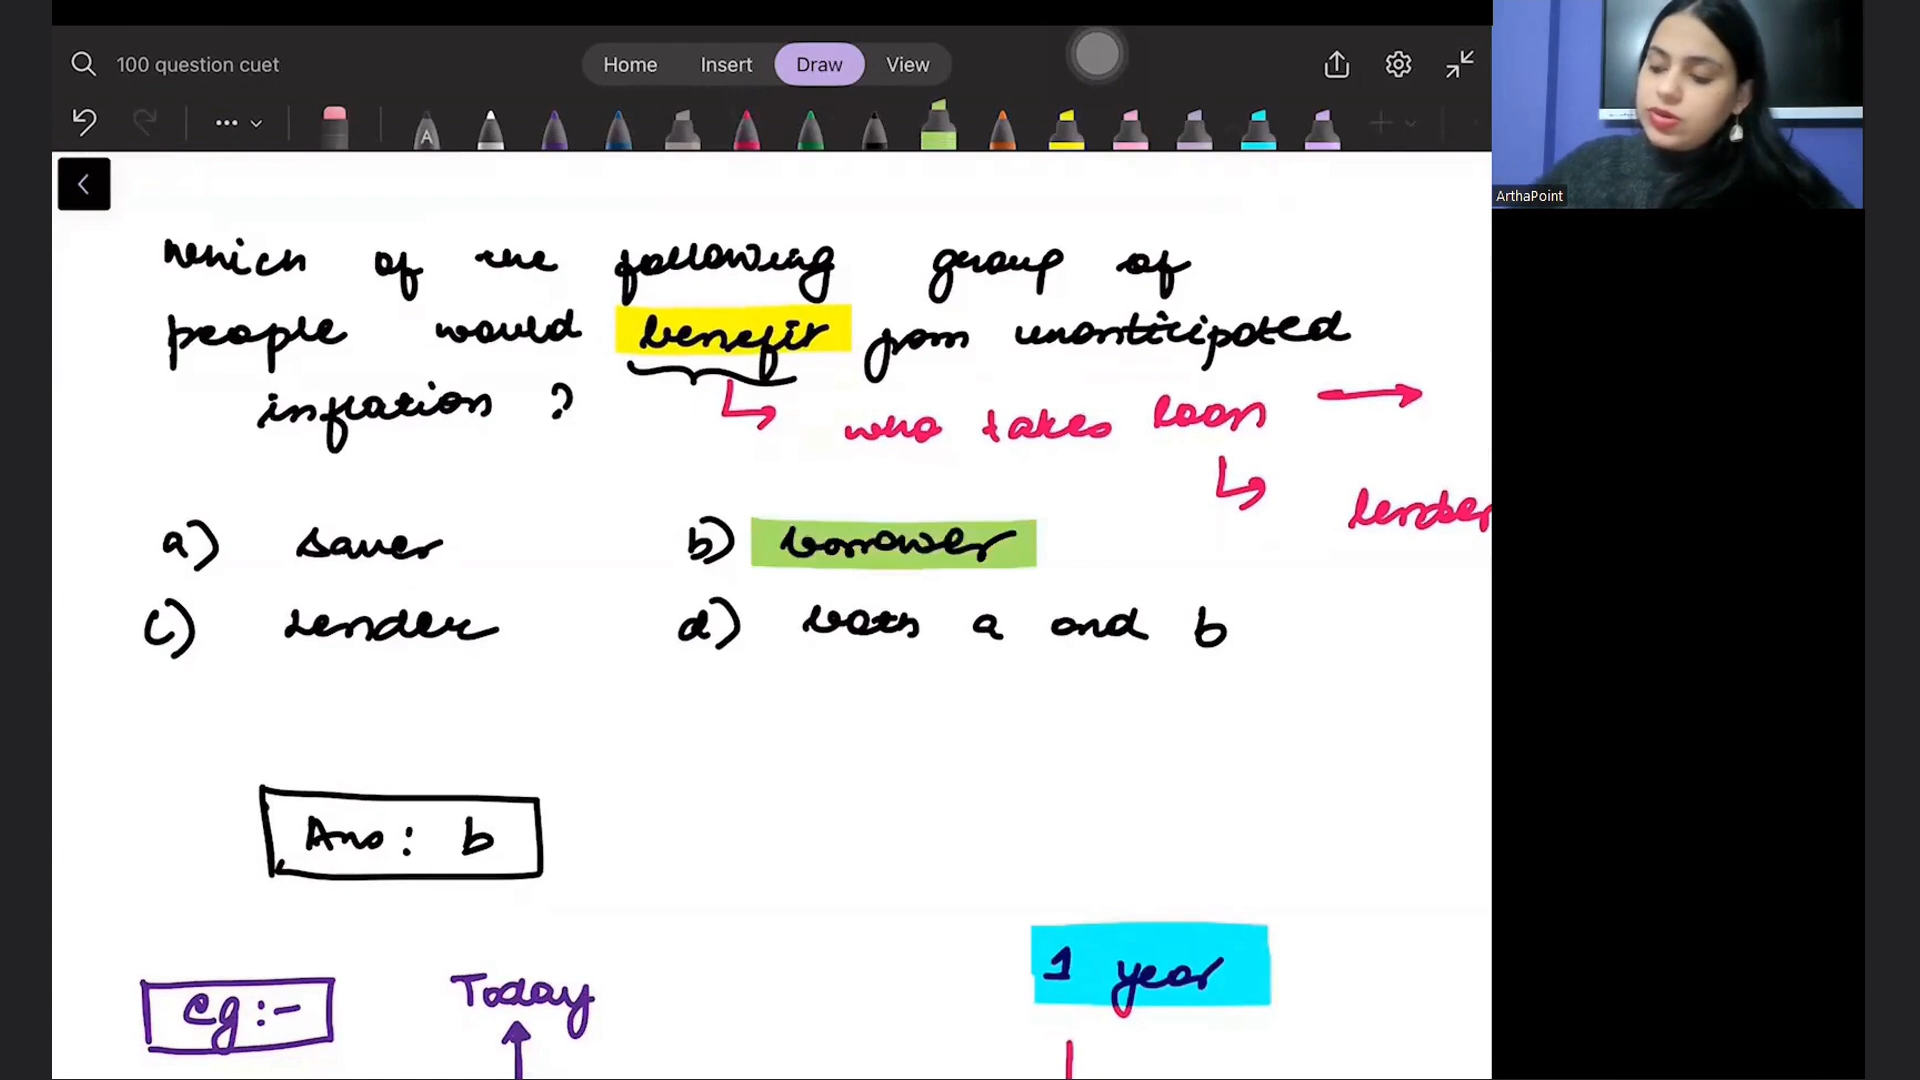 100 question cuet
Home Insert Draw View
A
ArthaPoint
Which of the following group of
people would benefit from unanticipated
inflation ?
who takes loan
lender
a) saver b) borrower
c) lender d) both a and b
Ans : b
1 year
eg :- Today